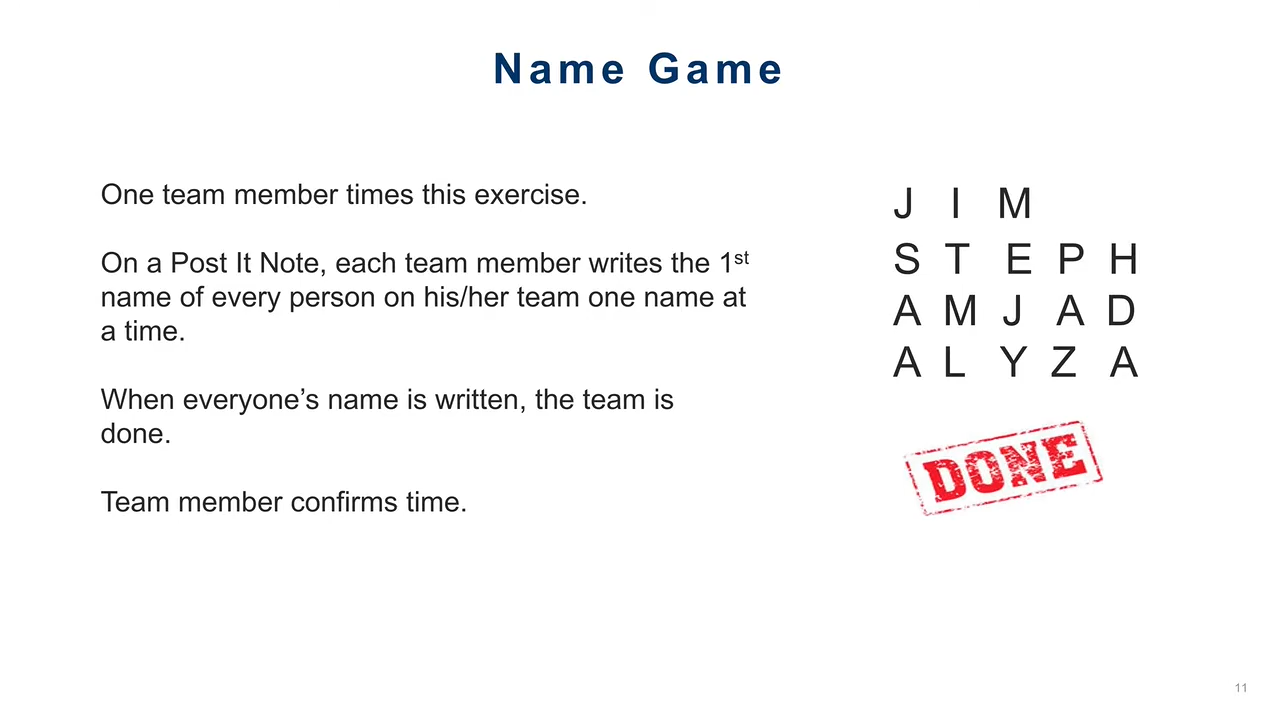 Name Game
One team member times this exercise.
On a Post It Note, each team member writes the 1st
name of every person on his/her team one name at
a time.
When everyone’s name is written, the team is
done.
Team member confirms time.
J I M
S T E P H
A M J A D
A L Y Z A
DONE
11